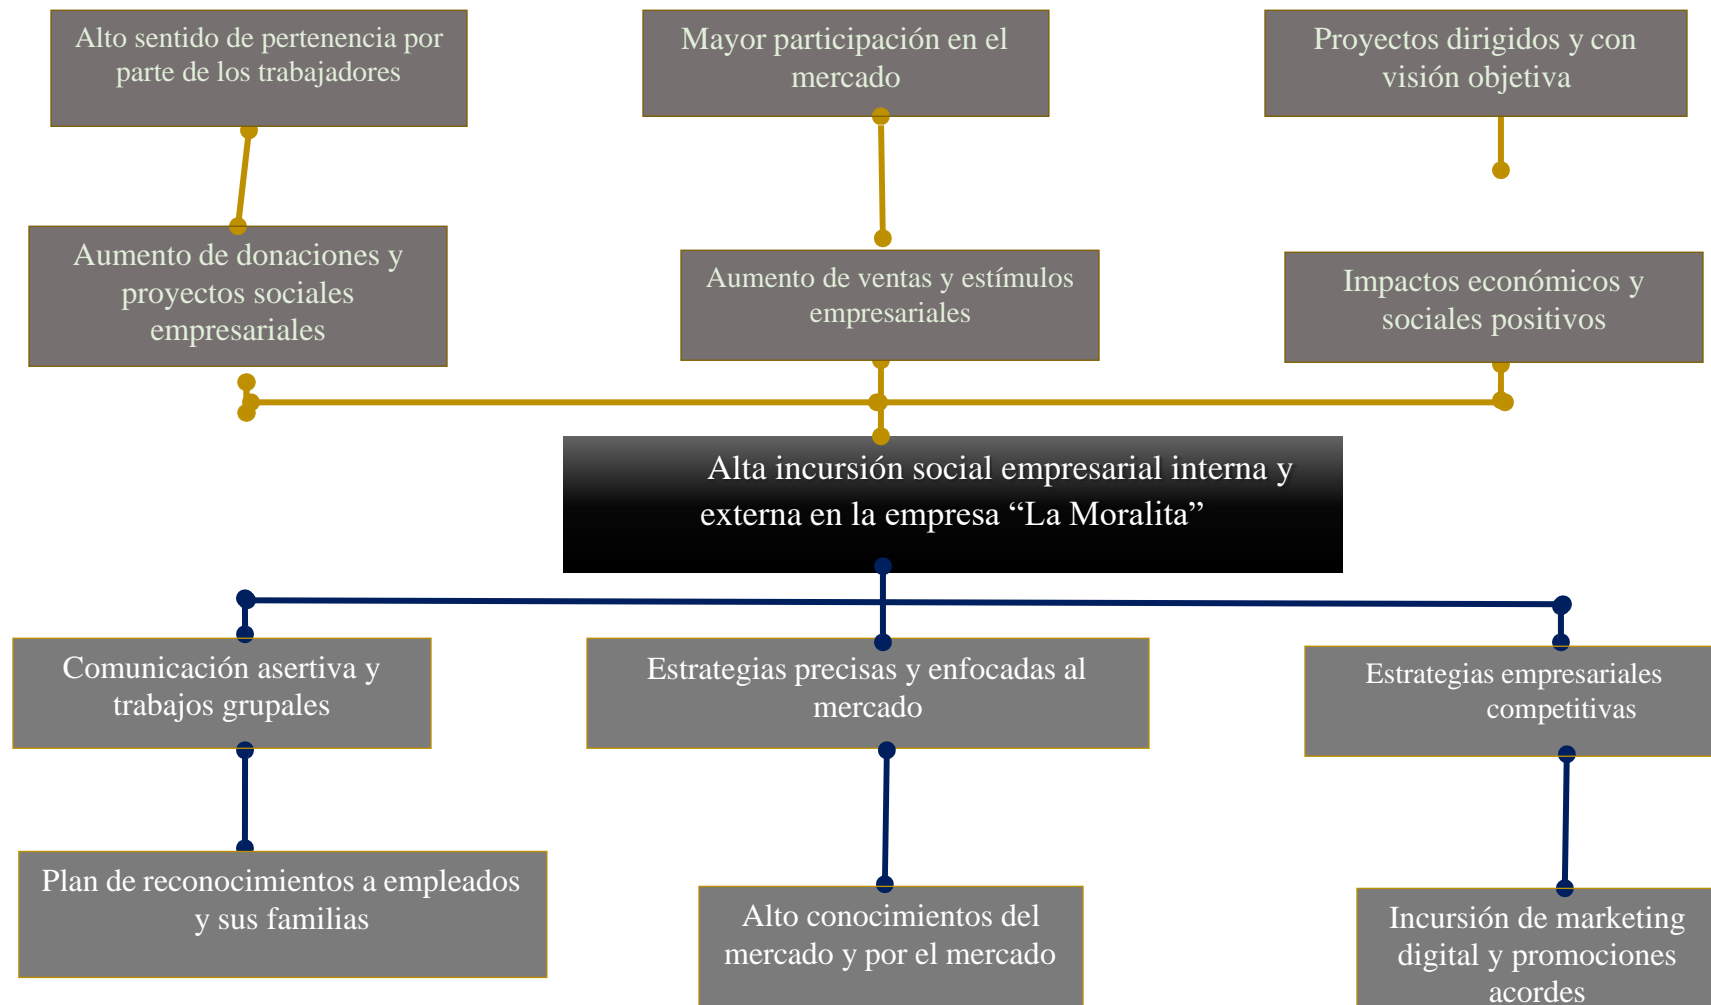 Alto sentido de pertenencia por
parte de los trabajadores
Mayor participación en el
mercado
Proyectos dirigidos y con
visión objetiva
Aumento de donaciones y
proyectos sociales
empresariales
Aumento de ventas y estímulos
empresariales
Impactos económicos y
sociales positivos
Alta incursión social empresarial interna y
externa en la empresa “La Moralita”
Comunicación asertiva y
trabajos grupales
Estrategias precisas y enfocadas al
mercado
Estrategias empresariales
competitivas
Plan de reconocimientos a empleados
y sus familias
Alto conocimientos del
mercado y por el mercado
Incursión de marketing
digital y promociones
acordes